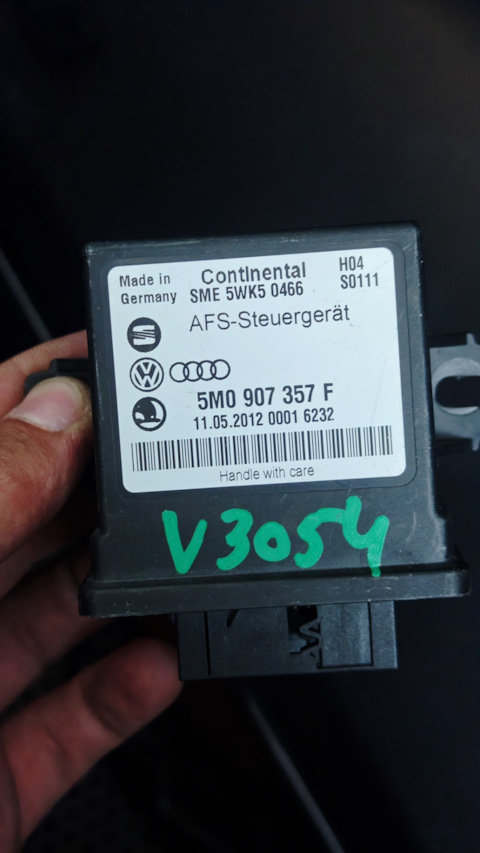 Made in
Germany
Continental
SME 5WK5 0466
H04
S0111
AFS-Steuergerät
5M0 907 357 F
11.05.2012 0001 6232
Handle with care
V3054